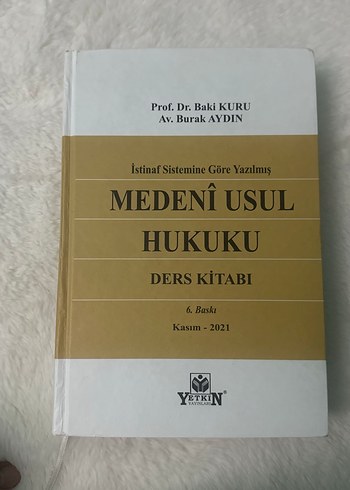 Prof. Dr. Baki KURU
Av. Burak AYDIN
İstinaf Sistemine Göre Yazılmış
MEDENÎ USUL
HUKUKU
DERS KİTABI
6. Baskı
Kasım - 2021
YETKİN
YAYINLARI